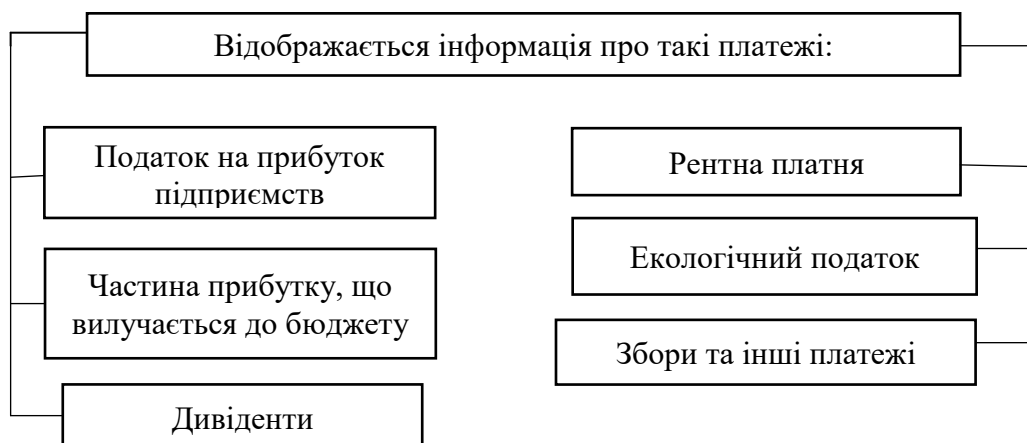 Відображається інформація про такі платежі:
Податок на прибуток
підприємств
Частина прибутку, що
вилучається до бюджету
Дивіденти
Рентна платня
Екологічний податок
Збори та інші платежі